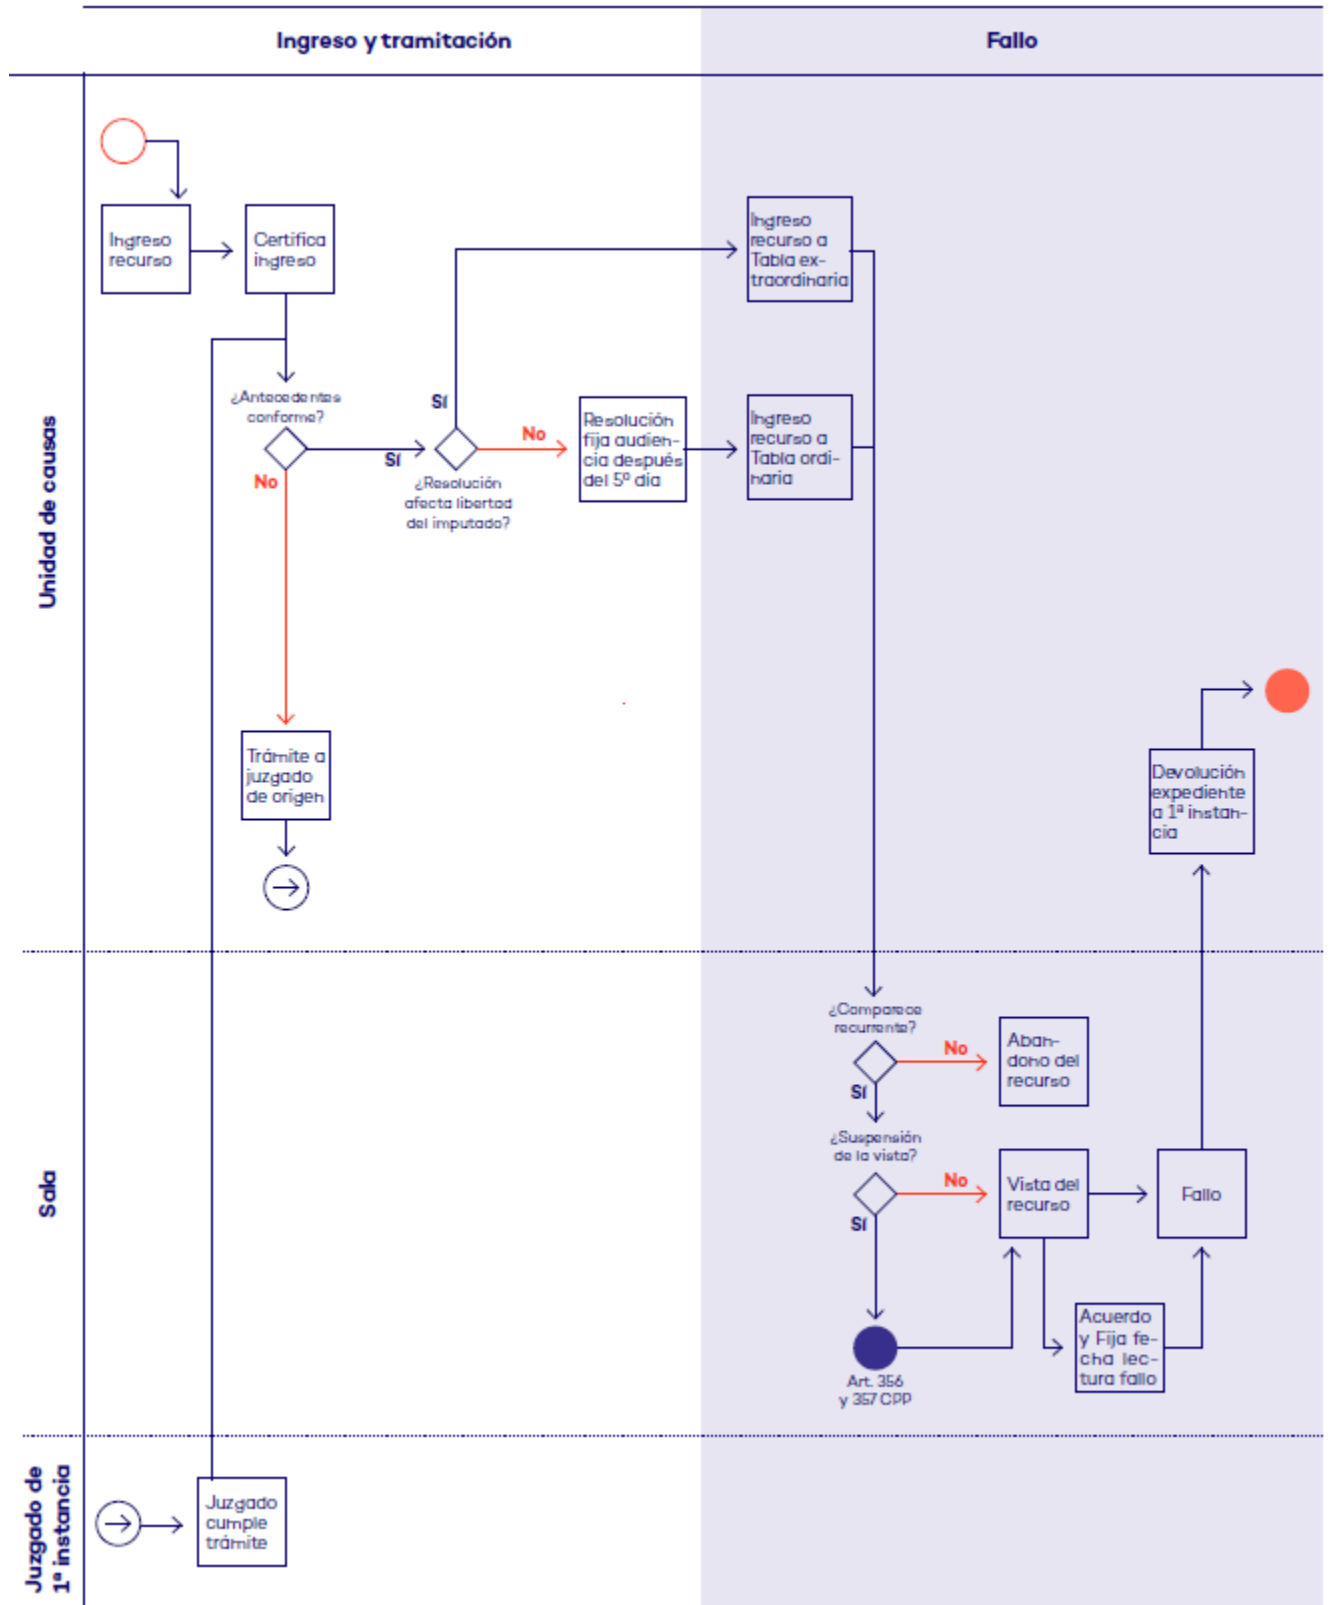 Ingreso y tramitación
Fallo
Unidad de causas
Ingreso
recurso
Certifica
ingreso
¿Antecedentes
conforme?
No
Sí
Sí
¿Resolución
afecta libertad
del imputado?
No
Resolución
fija audien-
cia después
del 5º día
Ingreso
recurso a
Tabla ex-
traordinaria
Ingreso
recurso a
Tabla ordi-
naria
Trámite a
juzgado
de origen
Devolución
expediente
a 1ª instan-
cia
Sala
¿Comparece
recurrente?
No
Sí
Aban-
dono del
recurso
¿Suspensión
de la vista?
No
Sí
Vista del
recurso
Fallo
Acuerdo
y Fija fe-
cha lec-
tura fallo
Art. 356
y 357 CPP
Juzgado de
1ª instancia
Juzgado
cumple
trámite